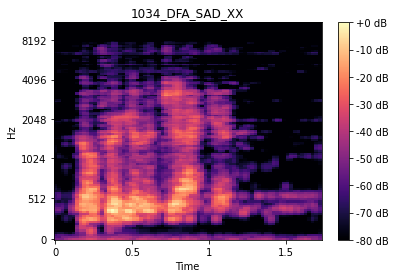 1034_DFA_SAD_XX
Hz
8192
4096
2048
1024
512
0
0
0.5
1
1.5
Time
+0 dB
-10 dB
-20 dB
-30 dB
-40 dB
-50 dB
-60 dB
-70 dB
-80 dB